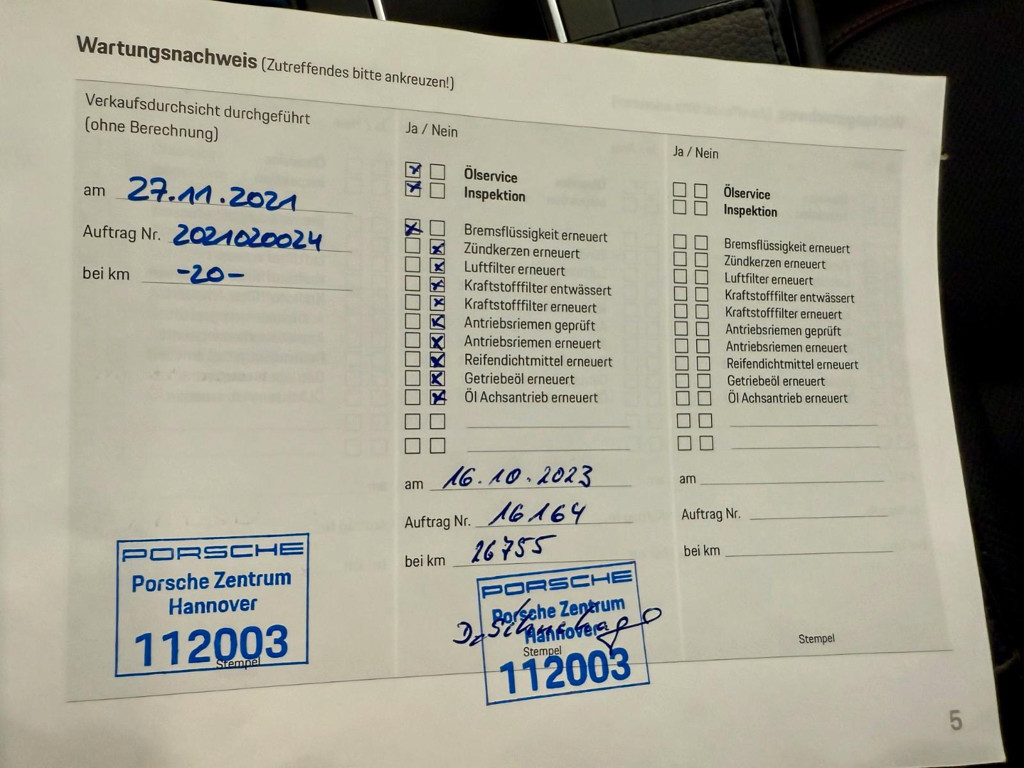 Wartungsnachweis (Zutreffendes bitte ankreuzen!)
Verkaufsdurchsicht durchgeführt
(ohne Berechnung)
am 27.11.2021
Auftrag Nr. 2021020024
bei km -20-
PORSCHE
Porsche Zentrum
Hannover
112003
Stempel
Ja / Nein
Ölservice
Inspektion
Bremsflüssigkeit erneuert
Zündkerzen erneuert
Luftfilter erneuert
Kraftstofffilter entwässert
Kraftstofffilter erneuert
Antriebsriemen geprüft
Antriebsriemen erneuert
Reifendichtmittel erneuert
Getriebeöl erneuert
Öl Achsantrieb erneuert
am 16.10.2023
Auftrag Nr. 16164
bei km 26755
PORSCHE
Porsche Zentrum
Hannover
Stempel
112003
Ja / Nein
Ölservice
Inspektion
Bremsflüssigkeit erneuert
Zündkerzen erneuert
Luftfilter erneuert
Kraftstofffilter entwässert
Kraftstofffilter erneuert
Antriebsriemen geprüft
Antriebsriemen erneuert
Reifendichtmittel erneuert
Getriebeöl erneuert
Öl Achsantrieb erneuert
am
Auftrag Nr.
bei km
Stempel
5